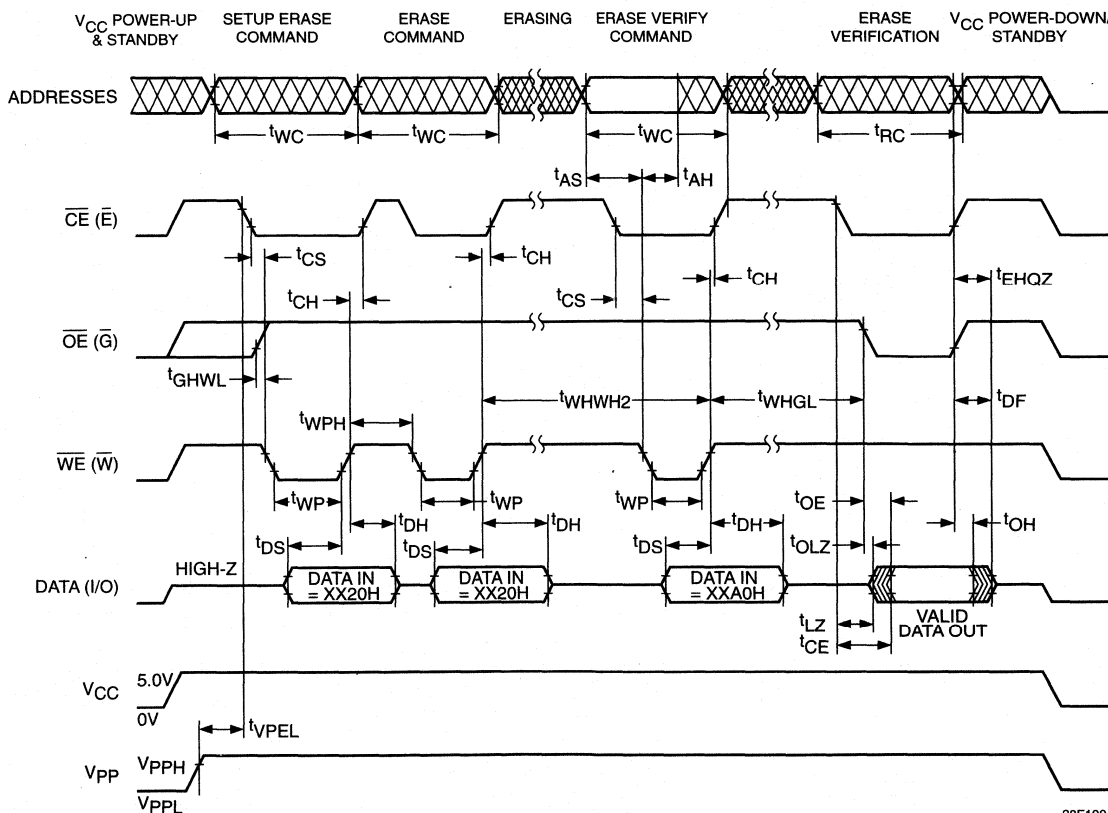 VCC POWER-UP & STANDBY
SETUP ERASE COMMAND
ERASE COMMAND
ERASING
ERASE VERIFY COMMAND
ERASE VERIFICATION
VCC POWER-DOWN/ STANDBY
ADDRESSES
tWC
tWC
tWC
tRC
tAS
tAH
CE (E)
tCS
tCH
tCH
tCS
tCH
tEHQZ
OE (G)
tGHWL
tWPH
tWHWH2
tWHGL
tDF
WE (W)
tWP
tWP
tWP
tOE
tDH
tDH
tDH
tOH
tDS
tDS
tDS
tOLZ
HIGH-Z
DATA (I/O)
DATA IN = XX20H
DATA IN = XX20H
DATA IN = XXA0H
VALID DATA OUT
tLZ
tCE
VCC
5.0V
0V
tVPEL
VPP
VPPH
VPPL